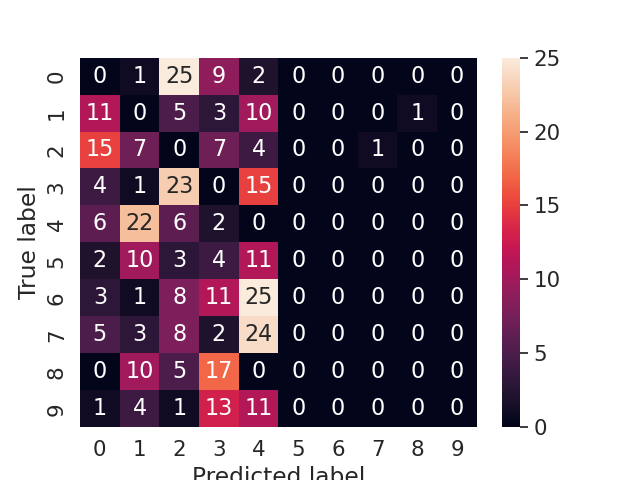 0 0 1 25 9 2 0 0 0 0 0
1 11 0 5 3 10 0 0 0 1 0
2 15 7 0 7 4 0 0 1 0 0
3 4 1 23 0 15 0 0 0 0 0
4 6 22 6 2 0 0 0 0 0 0
5 2 10 3 4 11 0 0 0 0 0
6 3 1 8 11 25 0 0 0 0 0
7 5 3 8 2 24 0 0 0 0 0
8 0 10 5 17 0 0 0 0 0 0
9 1 4 1 13 11 0 0 0 0 0
0 1 2 3 4 5 6 7 8 9
Predicted label
True label
25
20
15
10
5
0